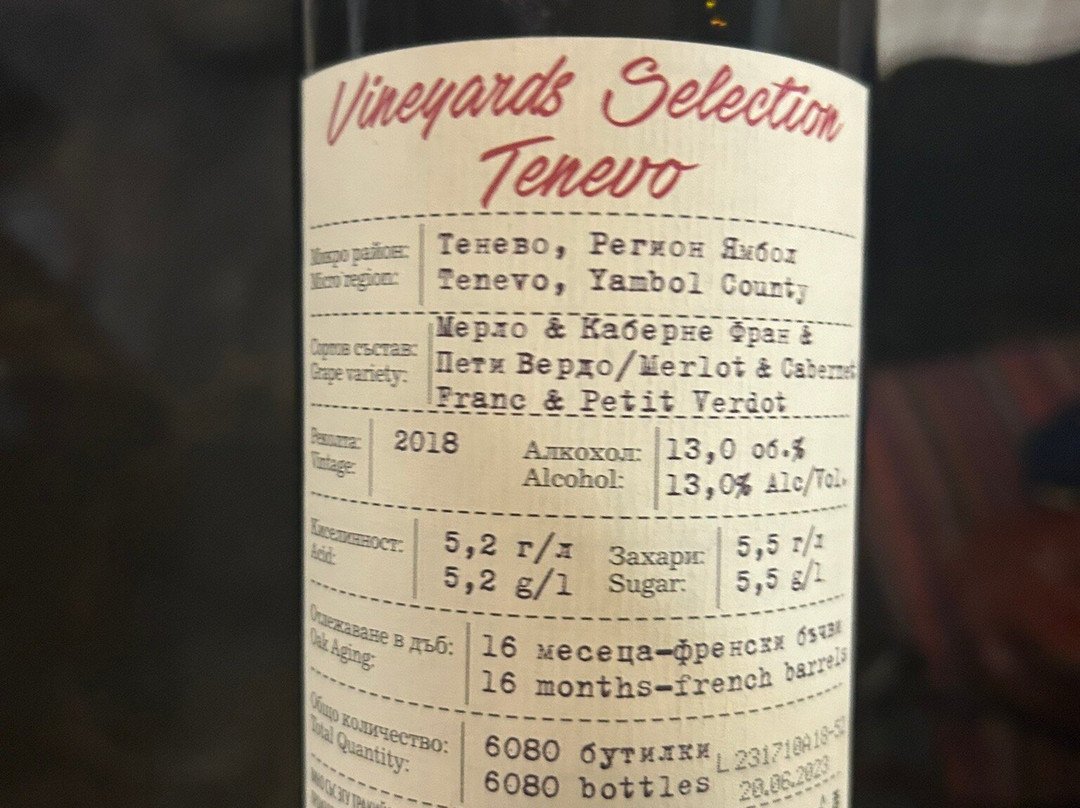 Vineyards Selection
Tenevo
Микро район: Тенево, Регион Ямбол
Micro region: Tenevo, Yambol County
Сортов състав: Мерло & Каберне Фран &
Grape variety: Пети Вердо/Merlot & Cabernet
Franc & Petit Verdot
Реколта: 2018 Алкохол: 13,0 об.%
Vintage: Alcohol: 13,0% Alc/Vol.
Киселинност: 5,2 г/л Захари: 5,5 г/л
Acid: 5,2 g/l Sugar: 5,5 g/l
Отлежаване в дъб: 16 месеца-френски бъчви
Oak Aging: 16 months-french barrels
Общо количество: 6080 бутилки
Total Quantity: 6080 bottles
L 231710A18-52
20.06.2023